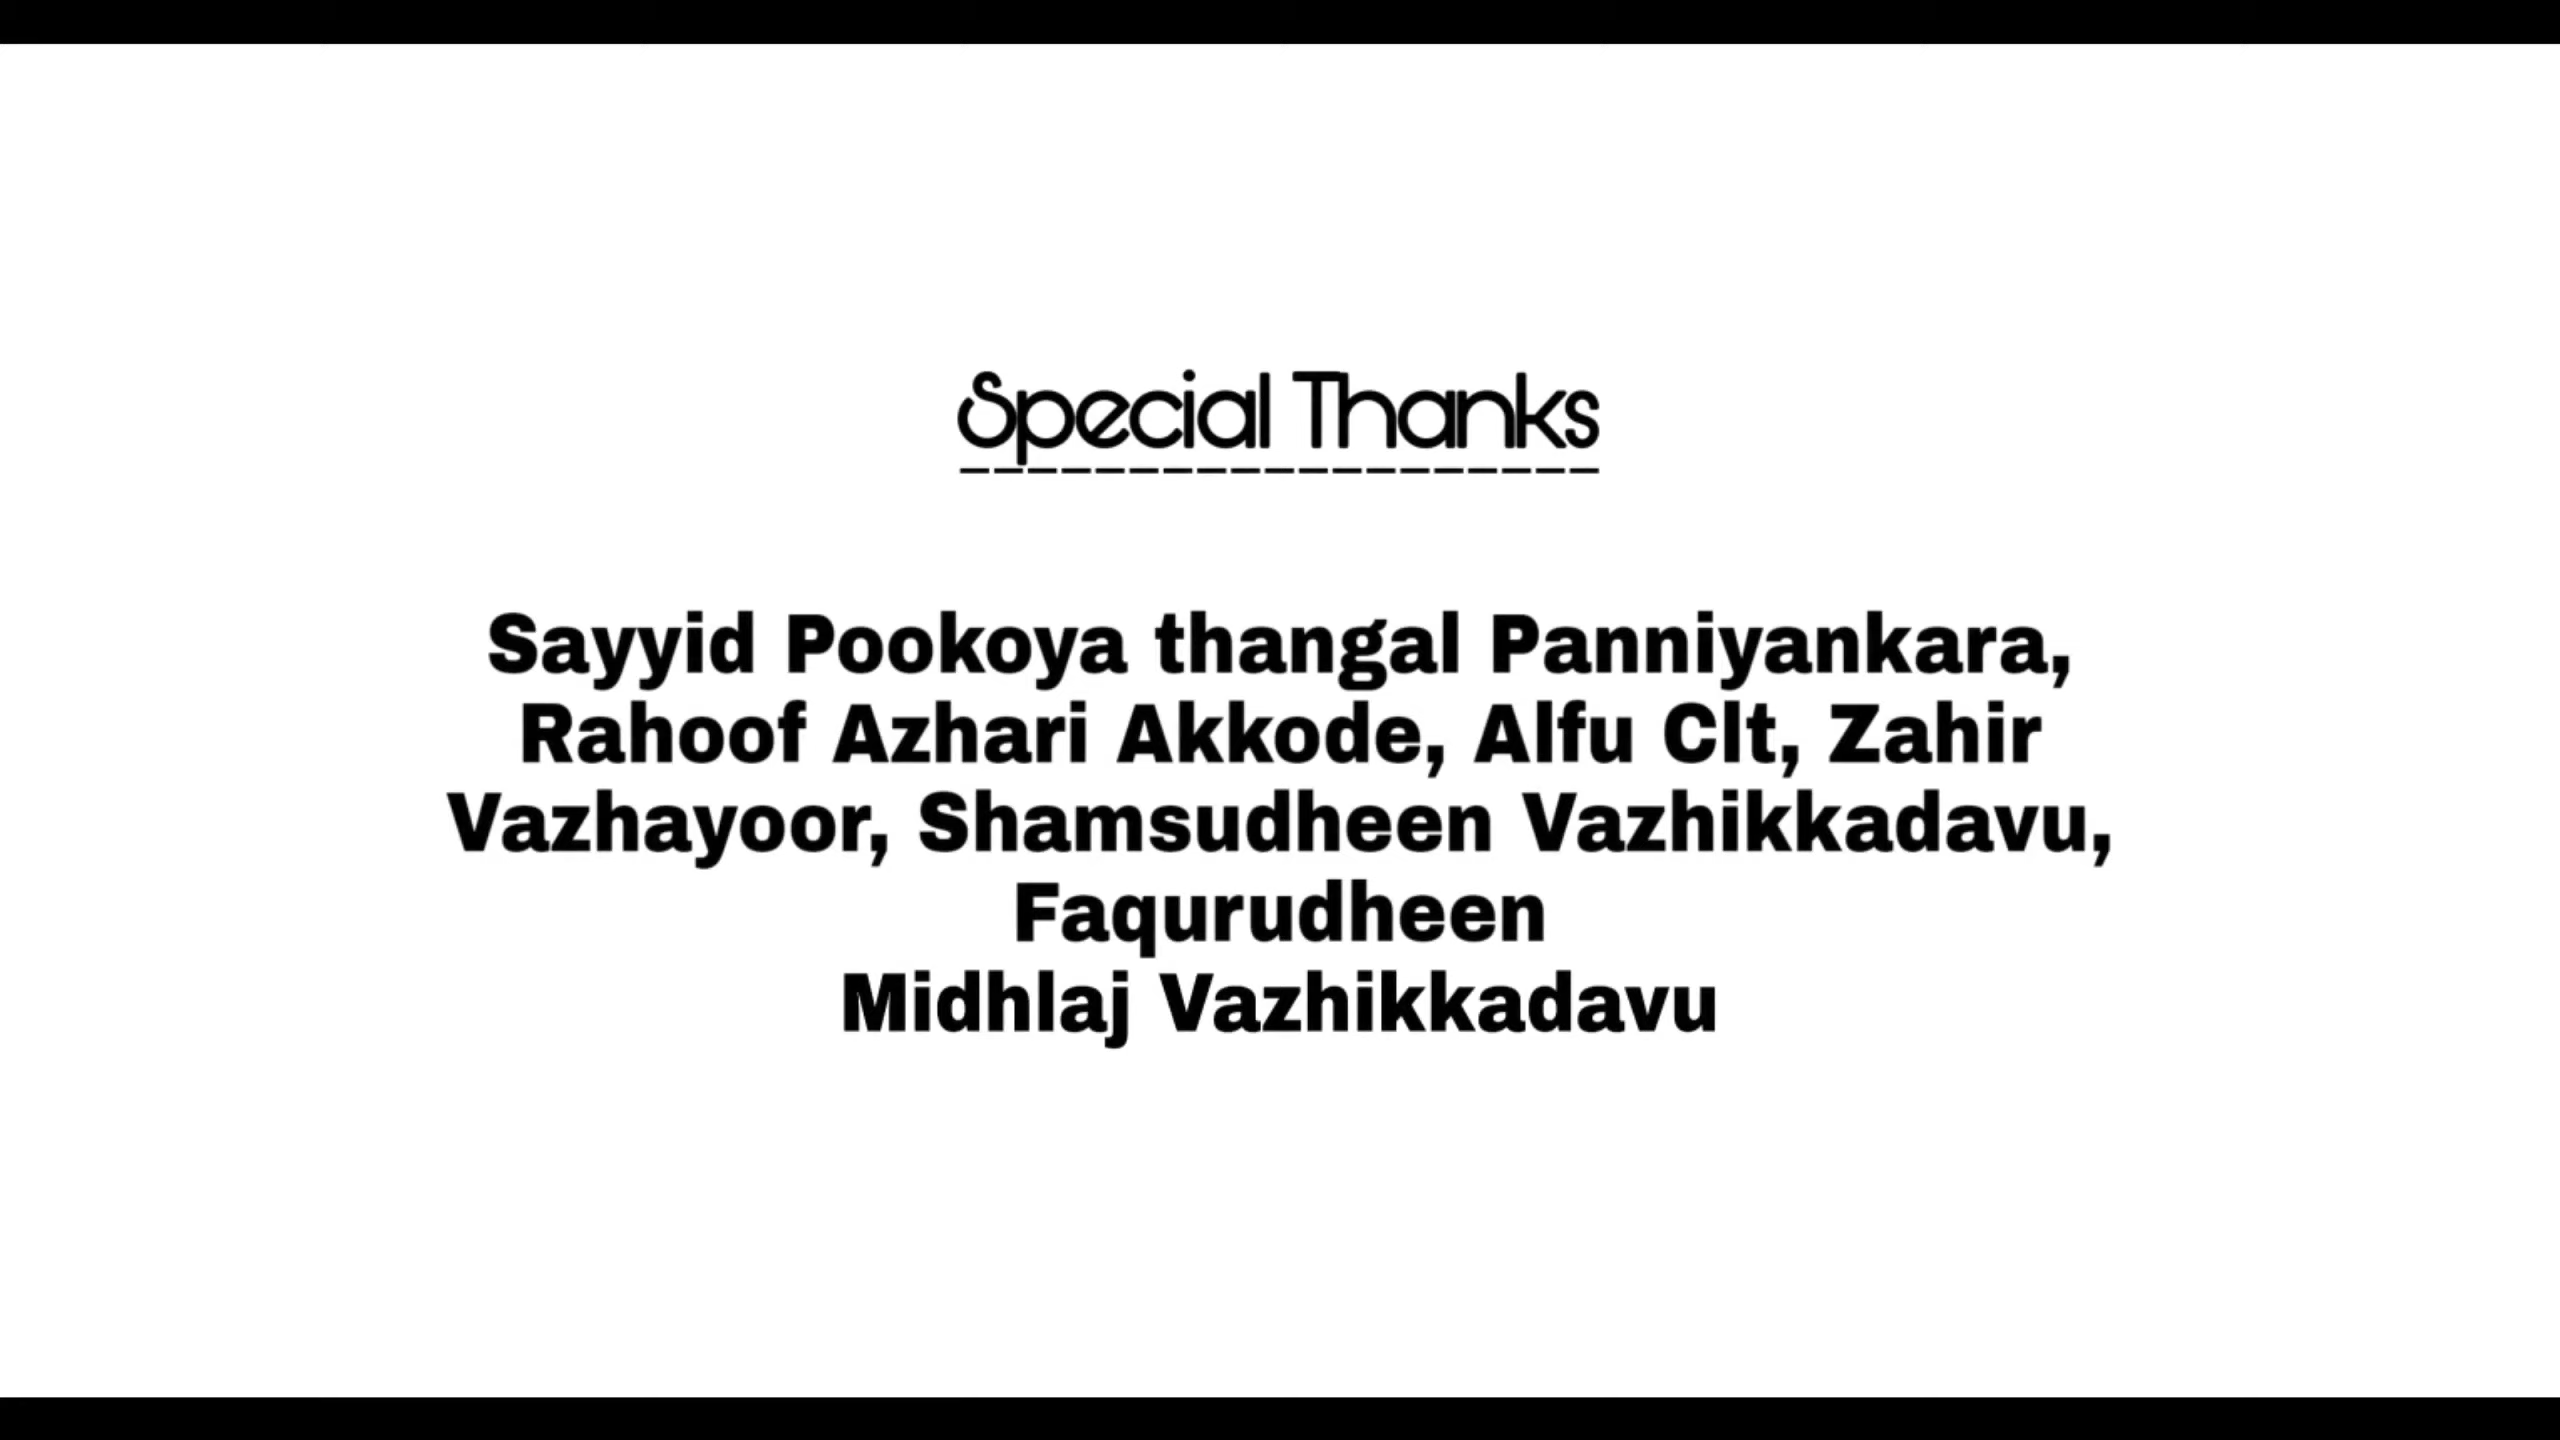 Special Thanks
-------------------
Sayyid Pookoya thangal Panniyankara,
Rahoof Azhari Akkode, Alfu Clt, Zahir
Vazhayoor, Shamsudheen Vazhikkadavu,
Faqurudheen
Midhlaj Vazhikkadavu